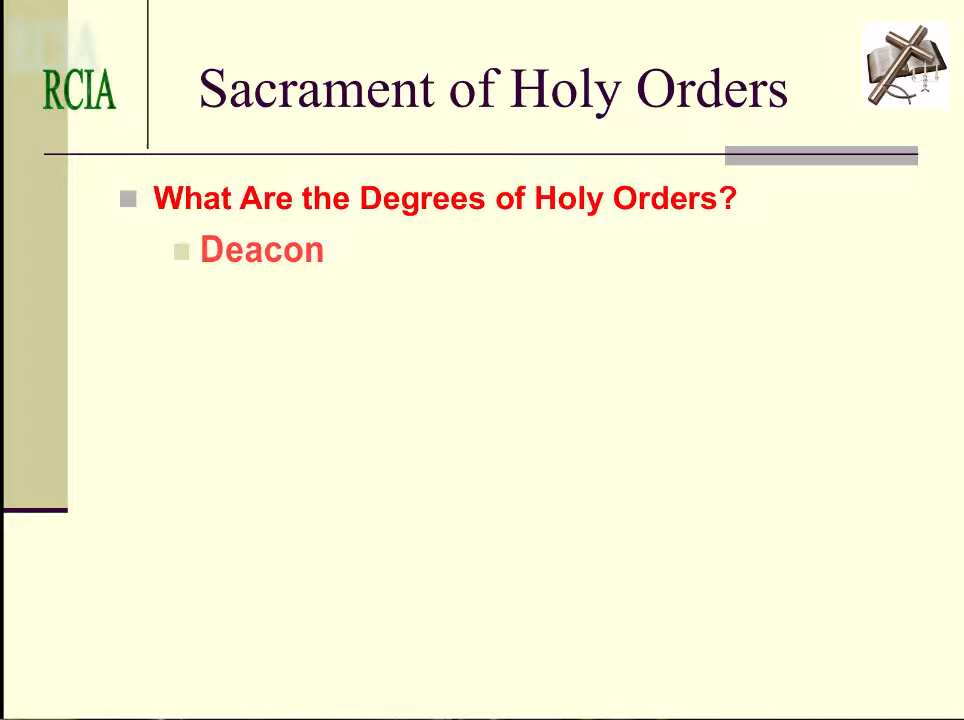 RCIA
Sacrament of Holy Orders
What Are the Degrees of Holy Orders?
Deacon